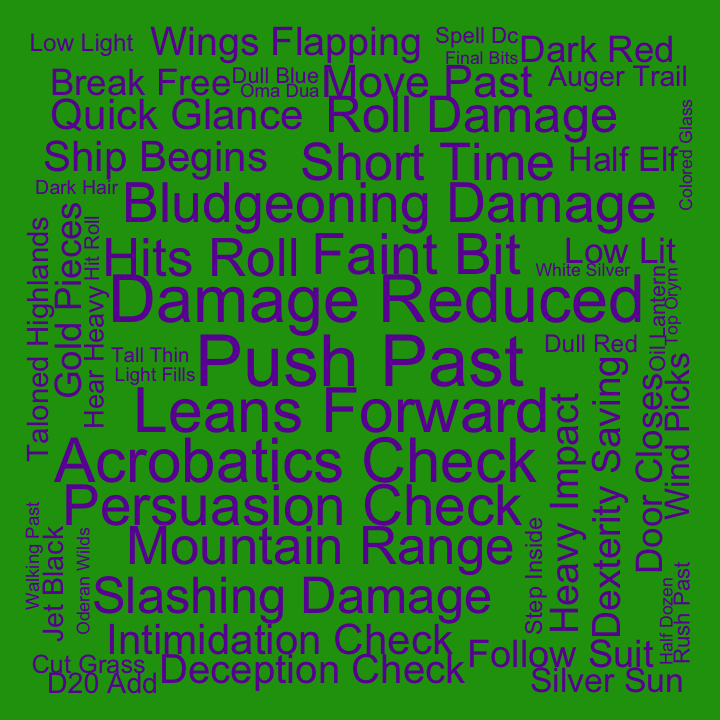 Low Light
Wings Flapping
Spell Dc
Final Bits
Dark Red
Break Free
Dull Blue
Oma Dua
Move Past
Auger Trail
Quick Glance
Roll Damage
Colored Glass
Ship Begins
Short Time
Half Elf
Dark Hair
Bludgeoning Damage
Taloned Highlands
Gold Pieces
Hit Roll
Hits Roll
Faint Bit
Low Lit
White Silver
Damage Reduced
Hear Heavy
Oil Lantern
Top Orym
Tall Thin
Light Fills
Push Past
Dull Red
Leans Forward
Heavy Impact
Dexterity Saving
Door Closes
Wind Picks
Acrobatics Check
Persuasion Check
Walking Past
Jet Black
Oderan Wilds
Mountain Range
Step Inside
Slashing Damage
Half Dozen
Rush Past
Intimidation Check
Cut Grass
D20 Add
Deception Check
Follow Suit
Silver Sun